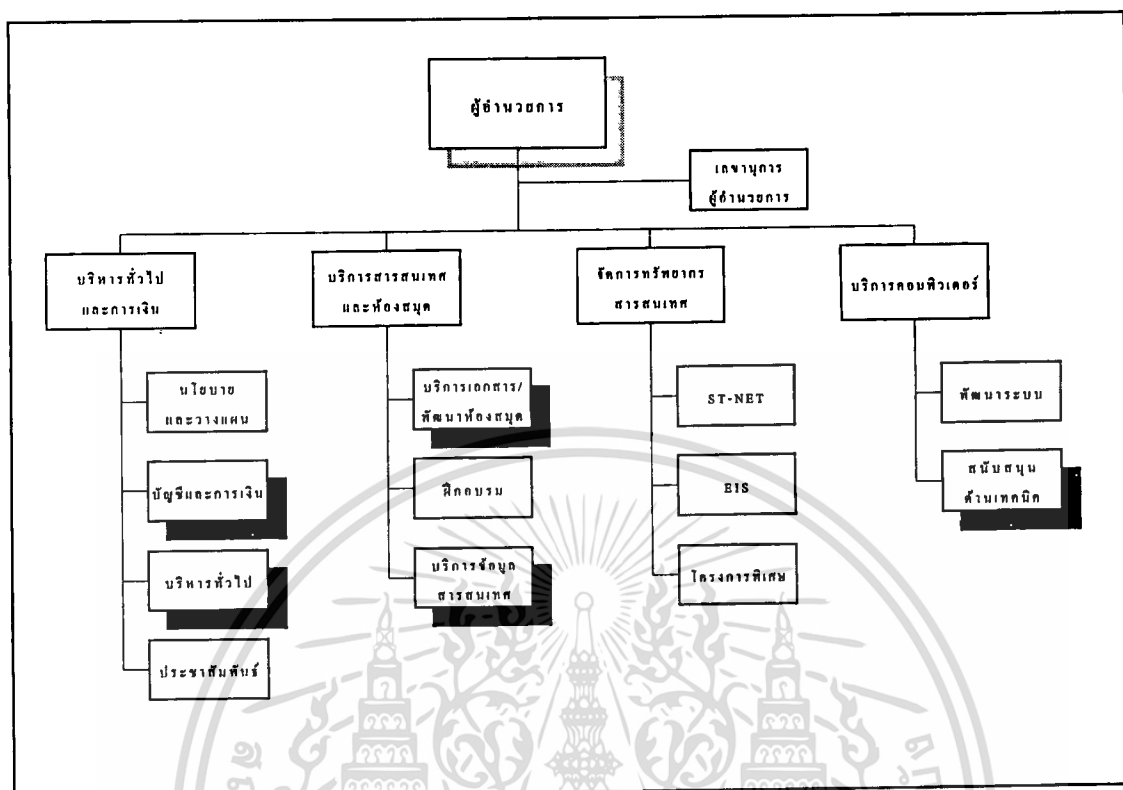 ผู้อำนวยการ
เลขานุการ
ผู้อำนวยการ
บริหารทั่วไป
และการเงิน
บริการสารสนเทศ
และห้องสมุด
จัดการทรัพยากร
สารสนเทศ
บริการคอมพิวเตอร์
นโยบาย
และวางแผน
บัญชีและการเงิน
บริหารทั่วไป
ประชาสัมพันธ์
บริการเอกสาร/
พัฒนาห้องสมุด
ฝึกอบรม
บริการข้อมูล
สารสนเทศ
ST-NET
EIS
โครงการพิเศษ
พัฒนาระบบ
สนับสนุน
ด้านเทคนิค